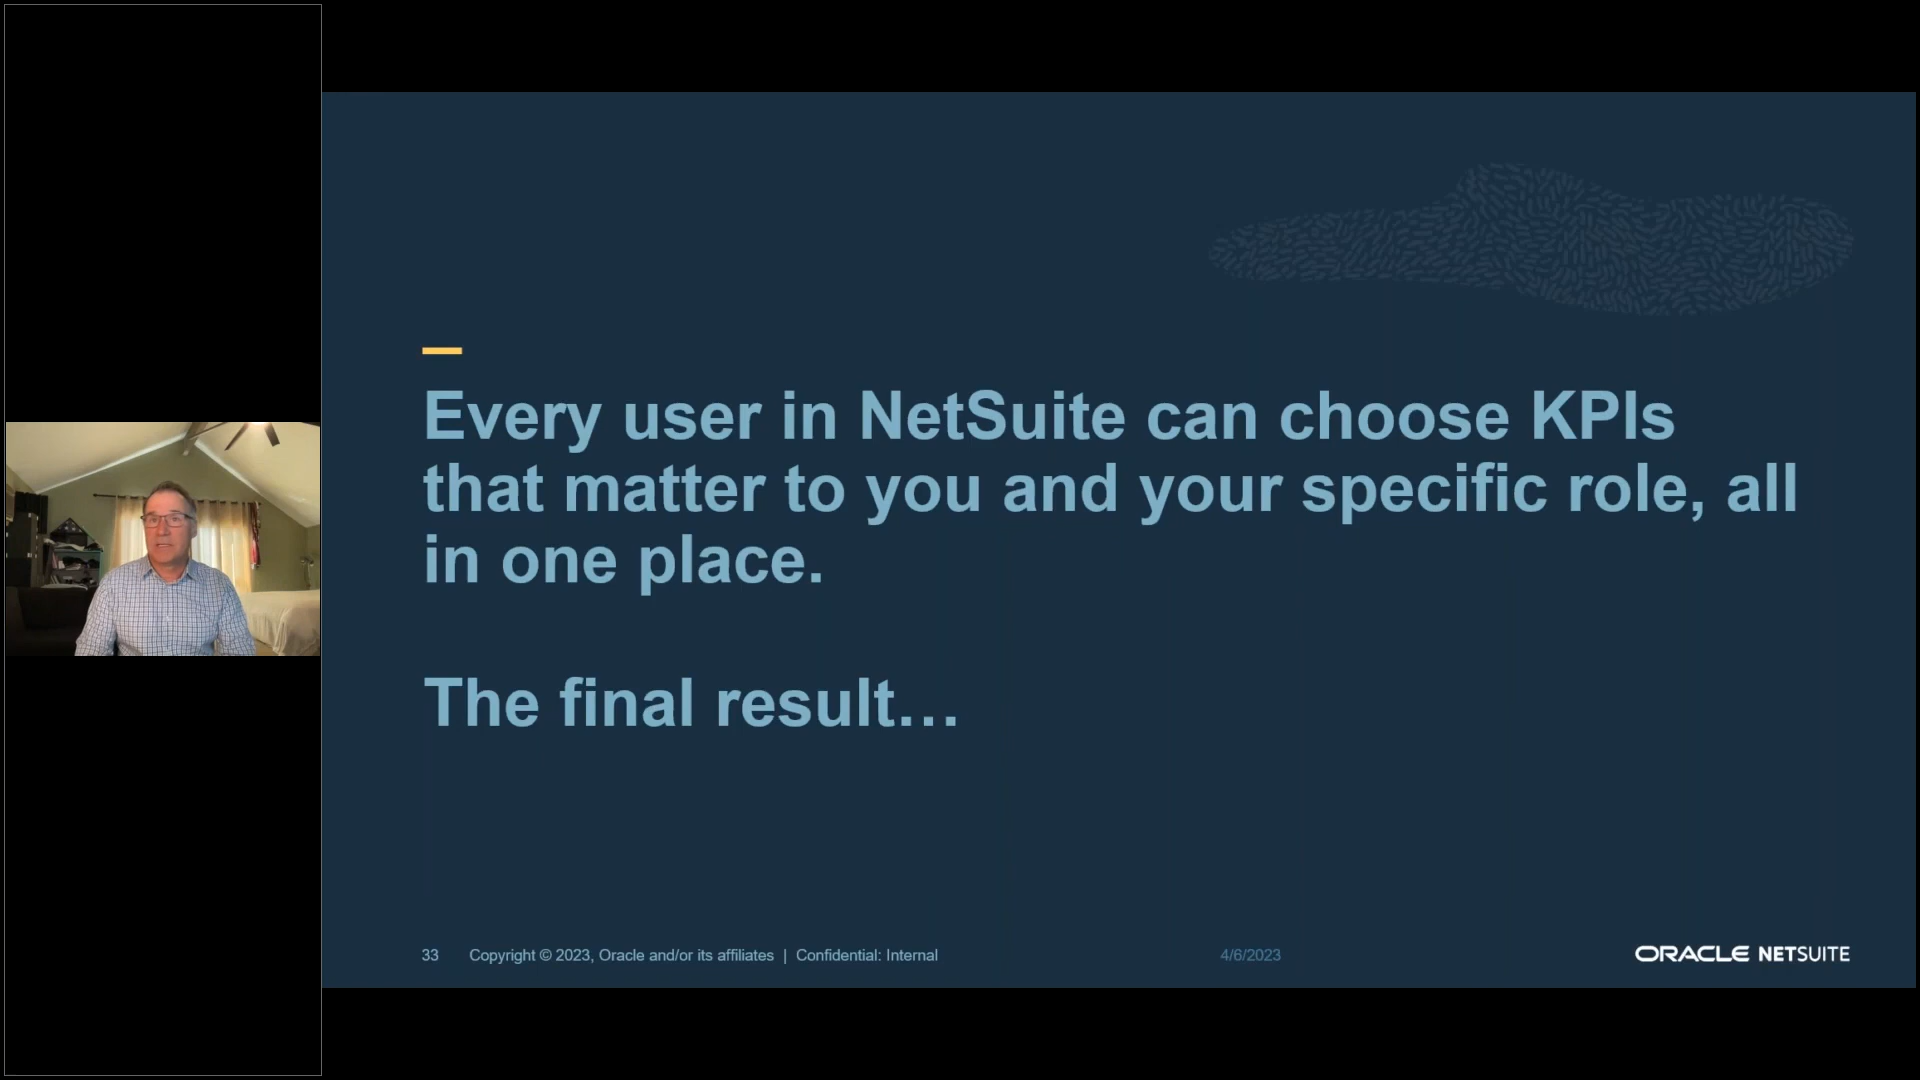 Every user in NetSuite can choose KPIs
that matter to you and your specific role, all
in one place.
The final result…
33 Copyright © 2023, Oracle and/or its affiliates | Confidential: Internal 4/6/2023 ORACLE NETSUITE